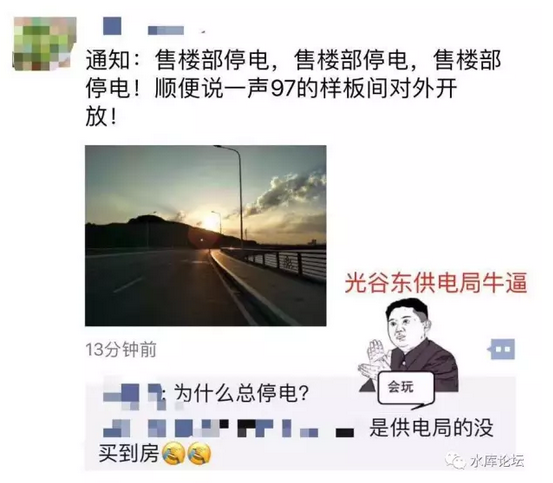 通知：售楼部停电，售楼部停电，售楼部
停电！顺便说一声97的样板间对外开
放！
光谷东供电局牛逼
13分钟前
会玩
: 为什么总停电?
是供电局的没
买到房
水库论坛